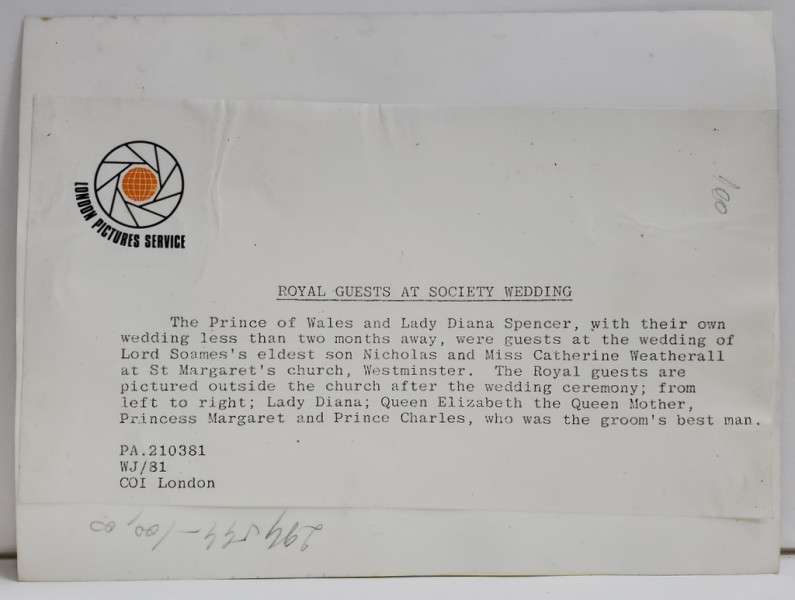 LONDON PICTURES SERVICE
100
ROYAL GUESTS AT SOCIETY WEDDING
The Prince of Wales and Lady Diana Spencer, with their own
wedding less than two months away, were guests at the wedding of
Lord Soames's eldest son Nicholas and Miss Catherine Weatherall
at St Margaret's church, Westminster. The Royal guests are
pictured outside the church after the wedding ceremony; from
left to right; Lady Diana; Queen Elizabeth the Queen Mother,
Princess Margaret and Prince Charles, who was the groom's best man.
PA.210381
WJ/81
COI London